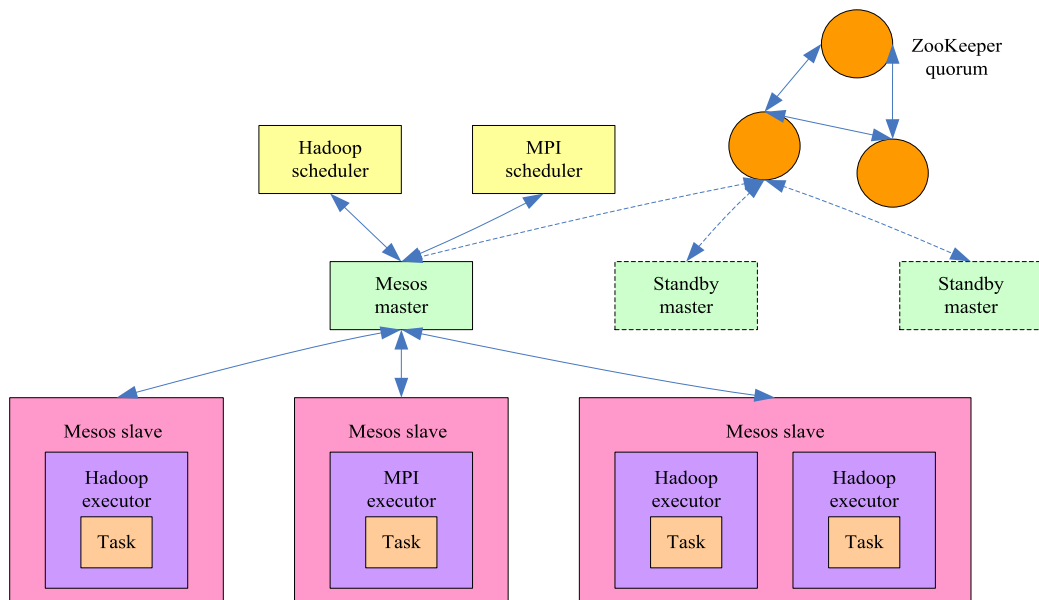 ZooKeeper
quorum
Hadoop
scheduler
MPI
scheduler
Mesos
master
Standby
master
Standby
master
Mesos slave
Hadoop
executor
Task
Mesos slave
MPI
executor
Task
Mesos slave
Hadoop
executor
Task
Hadoop
executor
Task